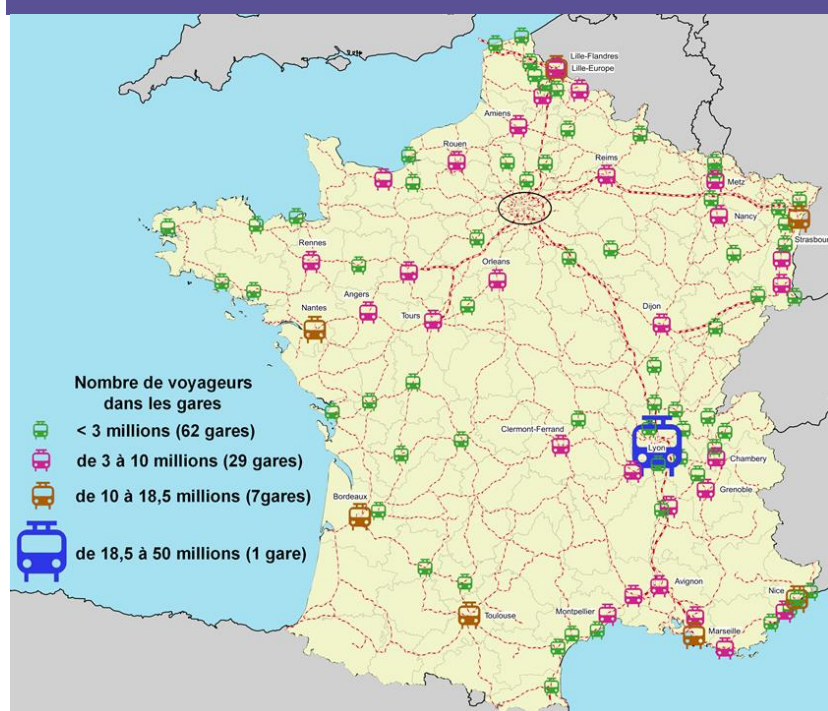 Lille-Flandres
Lille-Europe
Amiens
Rouen
Reims
Metz
Nancy
Strasbour
Rennes
Orleans
Angers
Nantes
Tours
Dijon
Nombre de voyageurs
dans les gares
< 3 millions (62 gares)
de 3 à 10 millions (29 gares)
de 10 à 18,5 millions (7gares)
de 18,5 à 50 millions (1 gare)
Clermont-Ferrand
Lyon
Chambery
Grenoble
Bordeaux
Avignon
Nice
Montpellier
Toulouse
Marseille